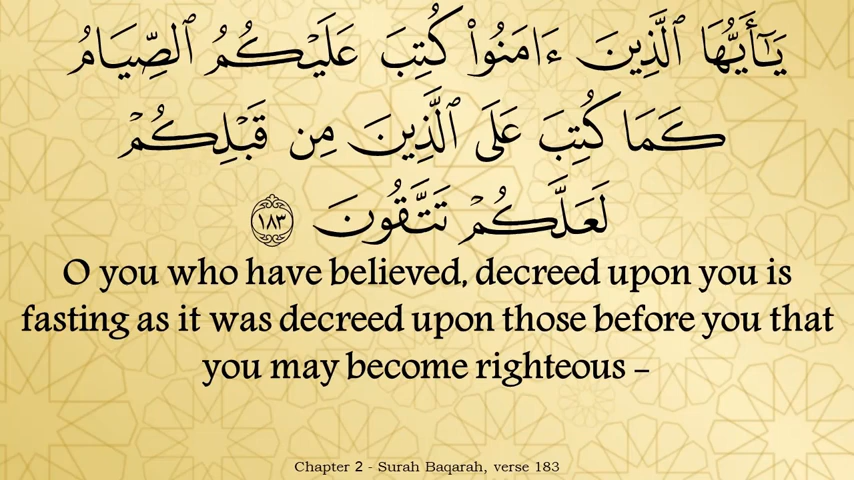 يَـٰٓأَيُّهَا ٱلَّذِينَ ءَامَنُوا۟ كُتِبَ عَلَيْكُمُ ٱلصِّيَامُ
كَمَا كُتِبَ عَلَى ٱلَّذِينَ مِن قَبْلِكُمْ
لَعَلَّكُمْ تَتَّقُونَ ١٨٣
O you who have believed, decreed upon you is
fasting as it was decreed upon those before you that
you may become righteous -
Chapter 2 - Surah Baqarah, verse 183